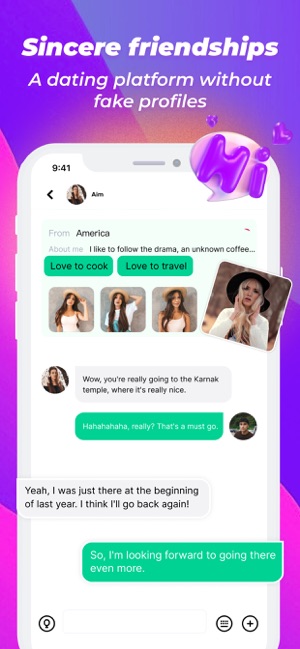 Sincere friendships
A dating platform without
fake profiles
Hi
9:41
Aim
From America
About me I like to follow the drama, an unknown coffee...
Love to cook Love to travel
Wow, you're really going to the Karnak
temple, where it's really nice.
Hahahahaha, really? That's a must go.
Yeah, I was just there at the beginning
of last year. I think I'll go back again!
So, I'm looking forward to going there
even more.